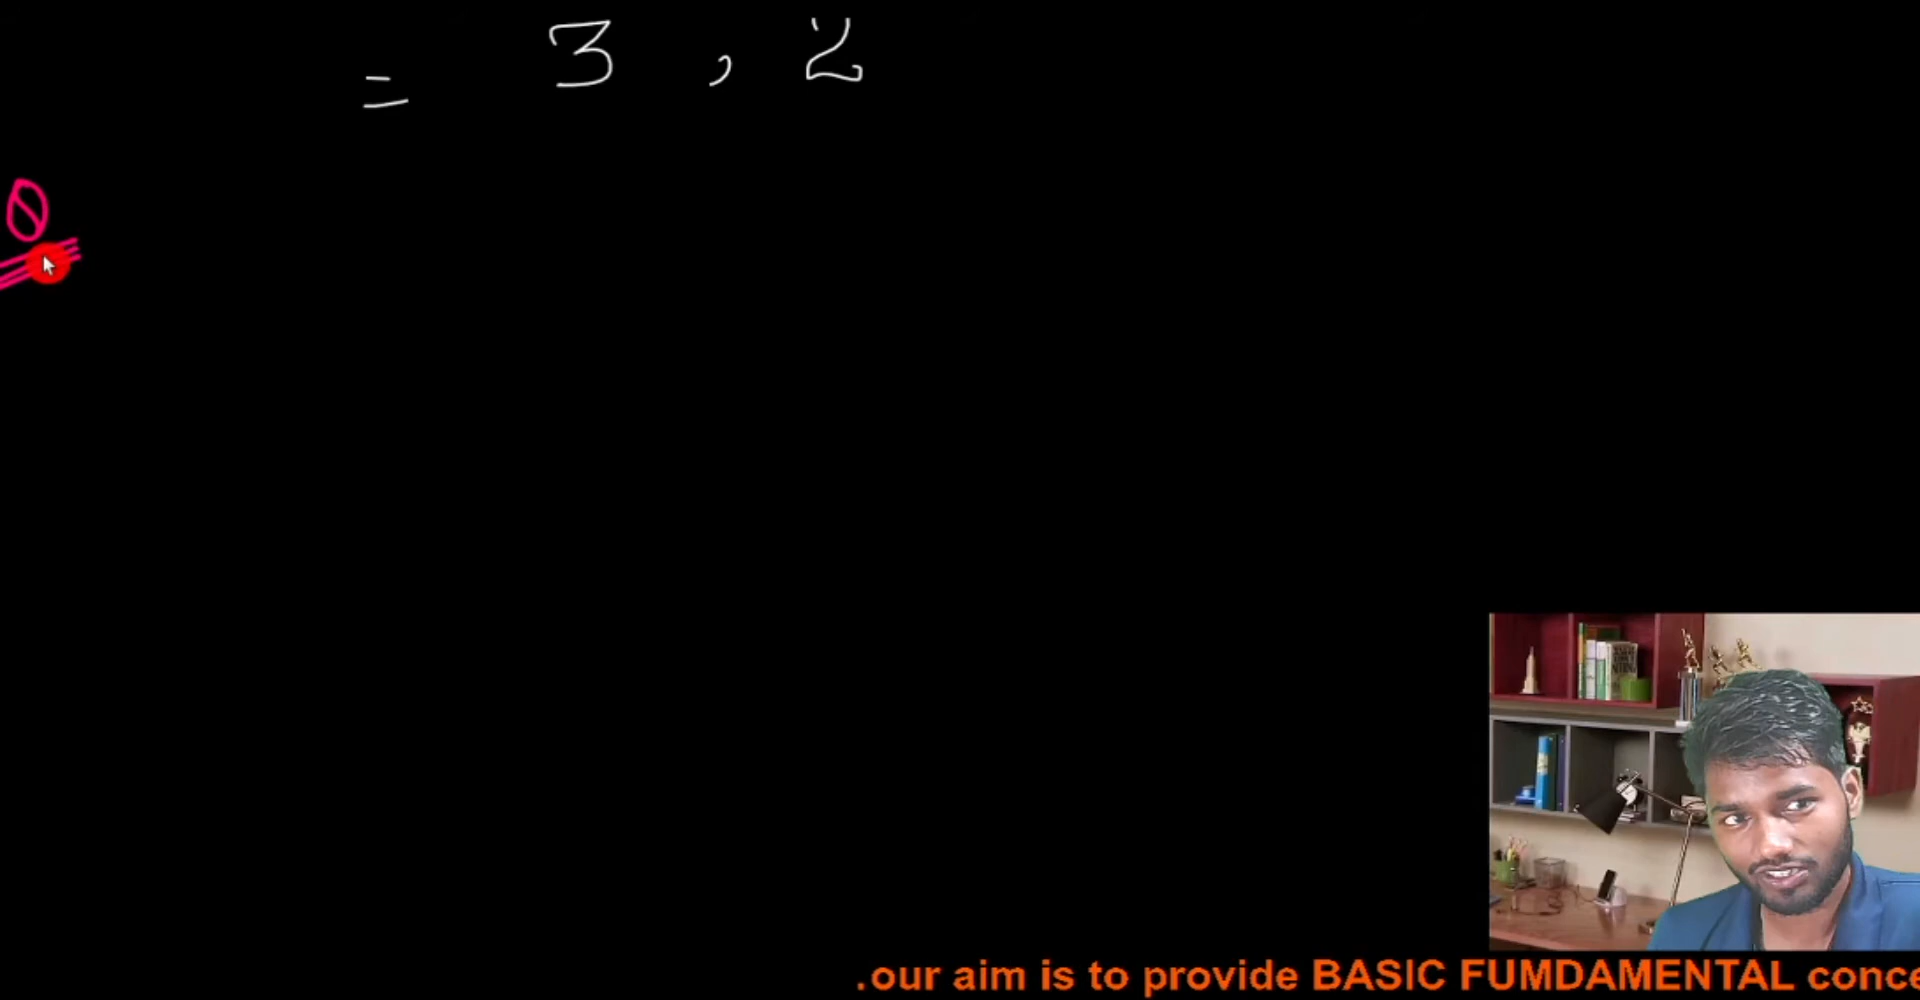 = 3 , 2
Q
.our aim is to provide BASIC FUMDAMENTAL conce